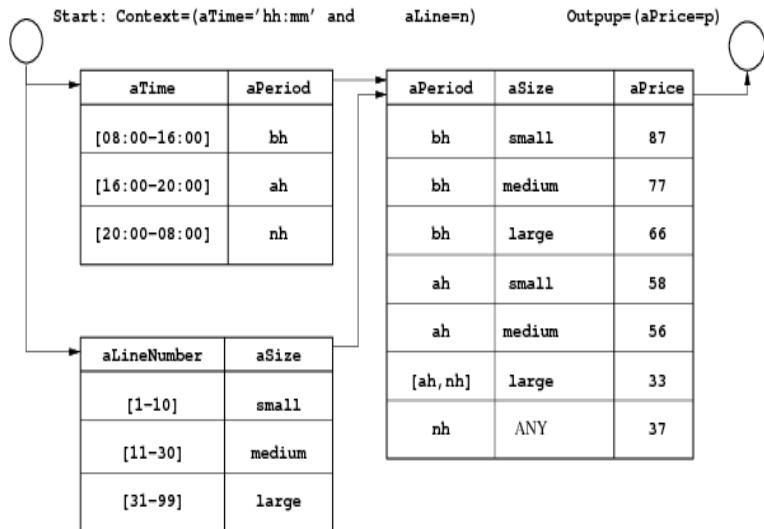 Start: Context=(aTime='hh:mm' and aLine=n) Outpup=(aPrice=p)
aTime aPeriod
[08:00-16:00] bh
[16:00-20:00] ah
[20:00-08:00] nh
aLineNumber aSize
[1-10] small
[11-30] medium
[31-99] large
aPeriod aSize aPrice
bh small 87
bh medium 77
bh large 66
ah small 58
ah medium 56
[ah,nh] large 33
nh ANY 37